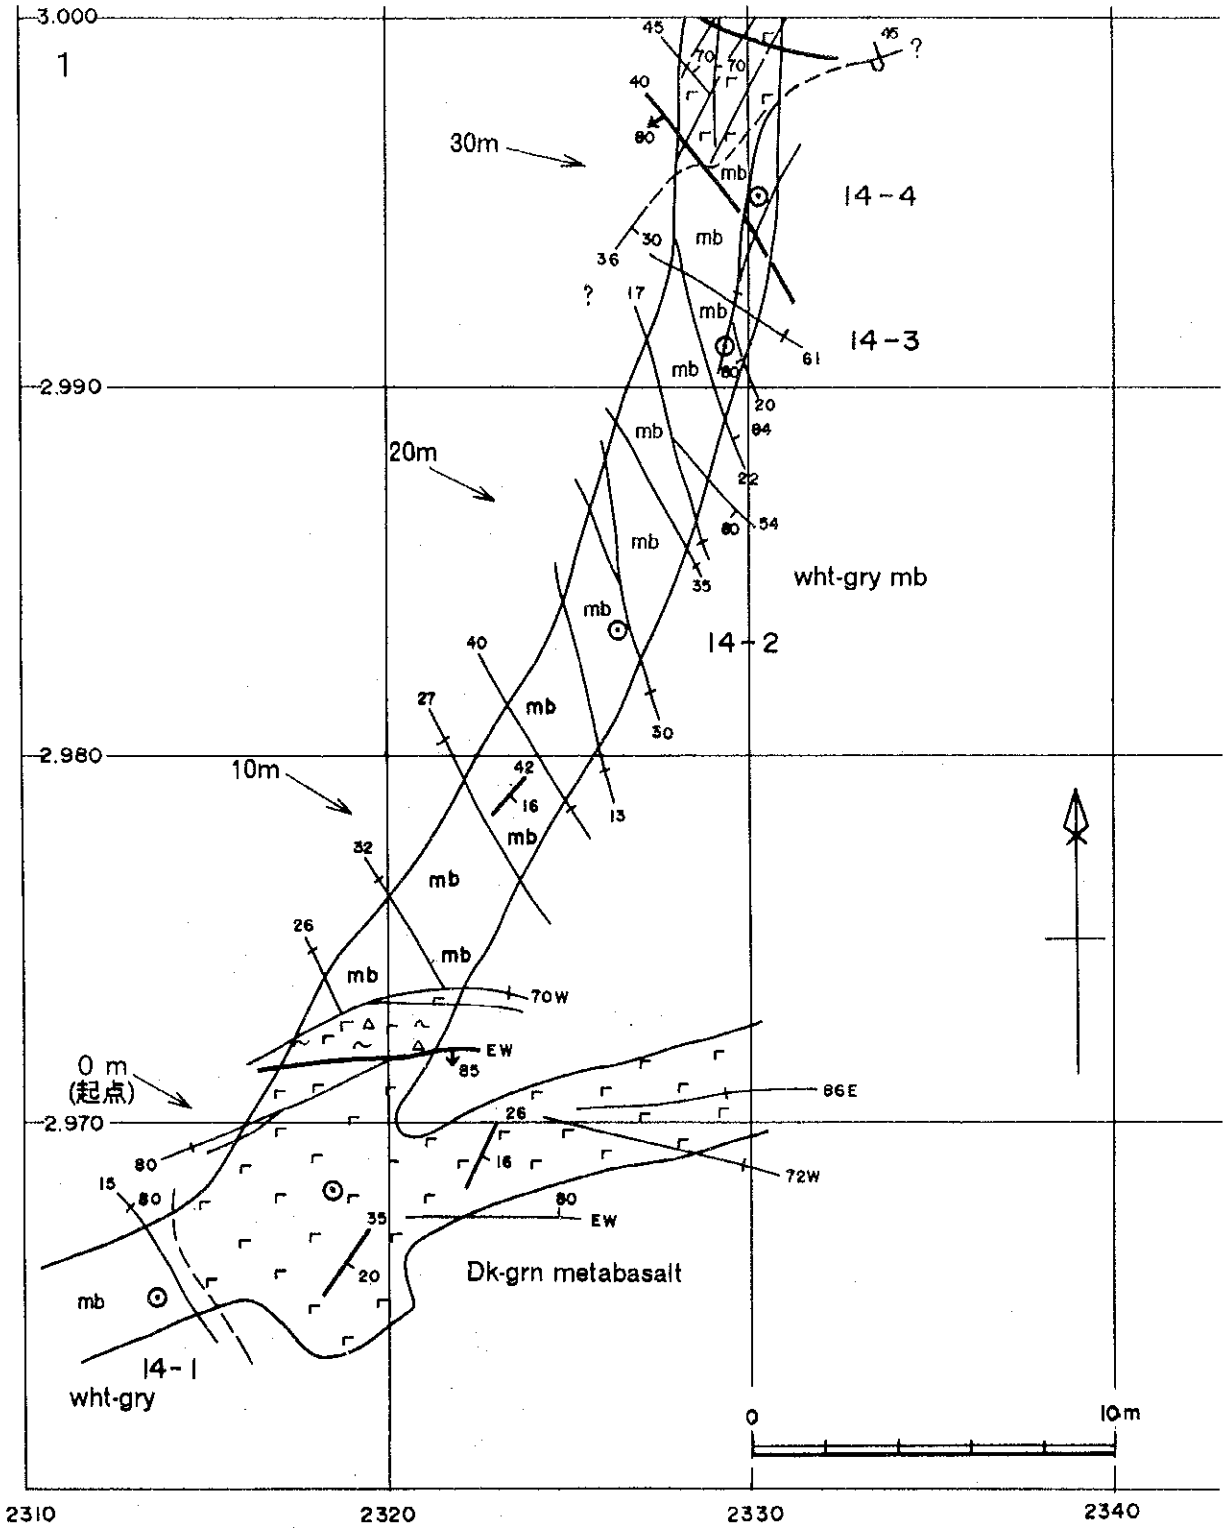 3.000
1
45
45
?
70
70
40
80
30m
mb
14-4
mb
30
36
?
17
mb
14-3
61
mb
80
2.990
20
mb
84
20m
22
80
54
mb
35
wht-gry mb
mb
14-2
40
27
mb
30
2.980
42
10m
16
13
mb
32
mb
26
mb
mb
70W
EW
0 m
85
(起点)
86E
2.970
26
80
16
72W
15
80
80
35
EW
20
Dk-grn metabasalt
mb
14-1
wht-gry
0
10m
2310
2320
2330
2340